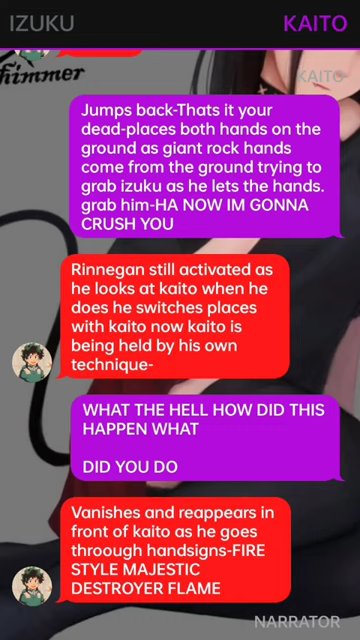 IZUKU
KAITO
himmer
KAITO
Jumps back-Thats it your
dead-places both hands on the
ground as giant rock hands
come from the ground trying to
grab izuku as he lets the hands.
grab him-HA NOW IM GONNA
CRUSH YOU
Rinnegan still activated as
he looks at kaito when he
does he switches places
with kaito now kaito is
being held by his own
technique-
WHAT THE HELL HOW DID THIS
HAPPEN WHAT
DID YOU DO
Vanishes and reappears in
front of kaito as he goes
throough handsigns-FIRE
STYLE MAJESTIC
DESTROYER FLAME
NARRATOR